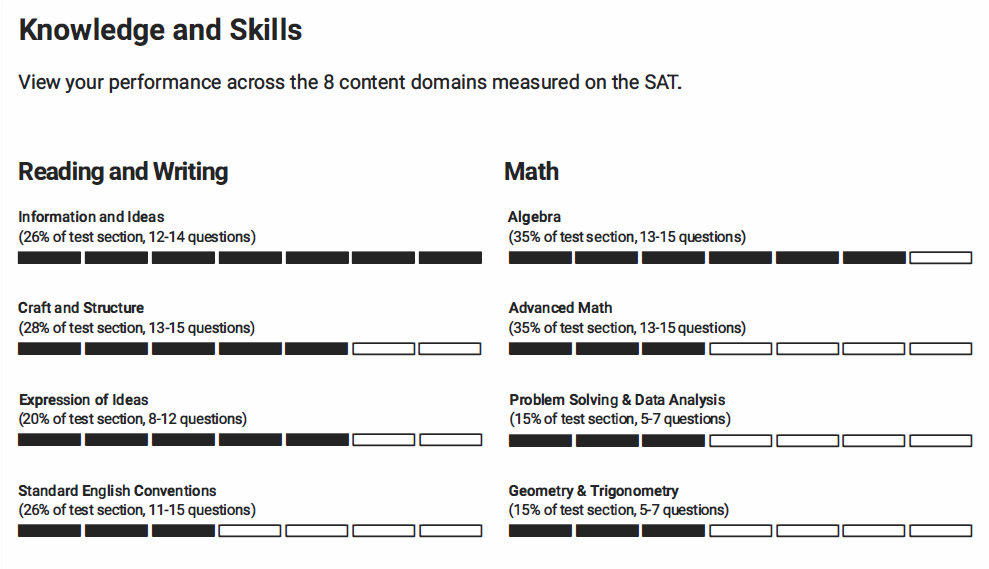 Knowledge and Skills
View your performance across the 8 content domains measured on the SAT.
Reading and Writing
Information and Ideas
(26% of test section, 12-14 questions)
Craft and Structure
(28% of test section, 13-15 questions)
Expression of Ideas
(20% of test section, 8-12 questions)
Standard English Conventions
(26% of test section, 11-15 questions)
Math
Algebra
(35% of test section, 13-15 questions)
Advanced Math
(35% of test section, 13-15 questions)
Problem Solving & Data Analysis
(15% of test section, 5-7 questions)
Geometry & Trigonometry
(15% of test section, 5-7 questions)